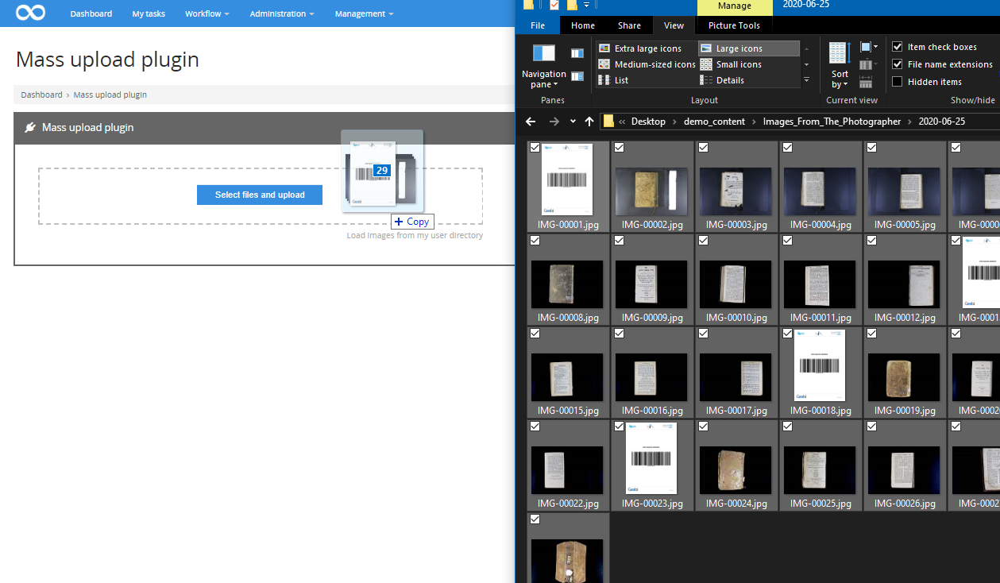 Dashboard
My tasks
Workflow
Administration
Management
Mass upload plugin
Dashboard › Mass upload plugin
Mass upload plugin
Select files and upload
29
+ Copy
Load images from my user directory
Manage
2020-06-25
File
Home
Share
View
Picture Tools
Navigation
pane
Panes
Extra large icons
Large icons
Medium-sized icons
Small icons
List
Details
Layout
Sort
by
Current view
Item check boxes
File name extensions
Hidden items
Show/hide
« Desktop › demo_content › Images_From_The_Photographer › 2020-06-25
IMG-00001.jpg
IMG-00002.jpg
IMG-00003.jpg
IMG-00004.jpg
IMG-00005.jpg
IMG-0000
IMG-00008.jpg
IMG-00009.jpg
IMG-00010.jpg
IMG-00011.jpg
IMG-00012.jpg
IMG-0001
IMG-00015.jpg
IMG-00016.jpg
IMG-00017.jpg
IMG-00018.jpg
IMG-00019.jpg
IMG-0002
IMG-00022.jpg
IMG-00023.jpg
IMG-00024.jpg
IMG-00025.jpg
IMG-00026.jpg
IMG-0002